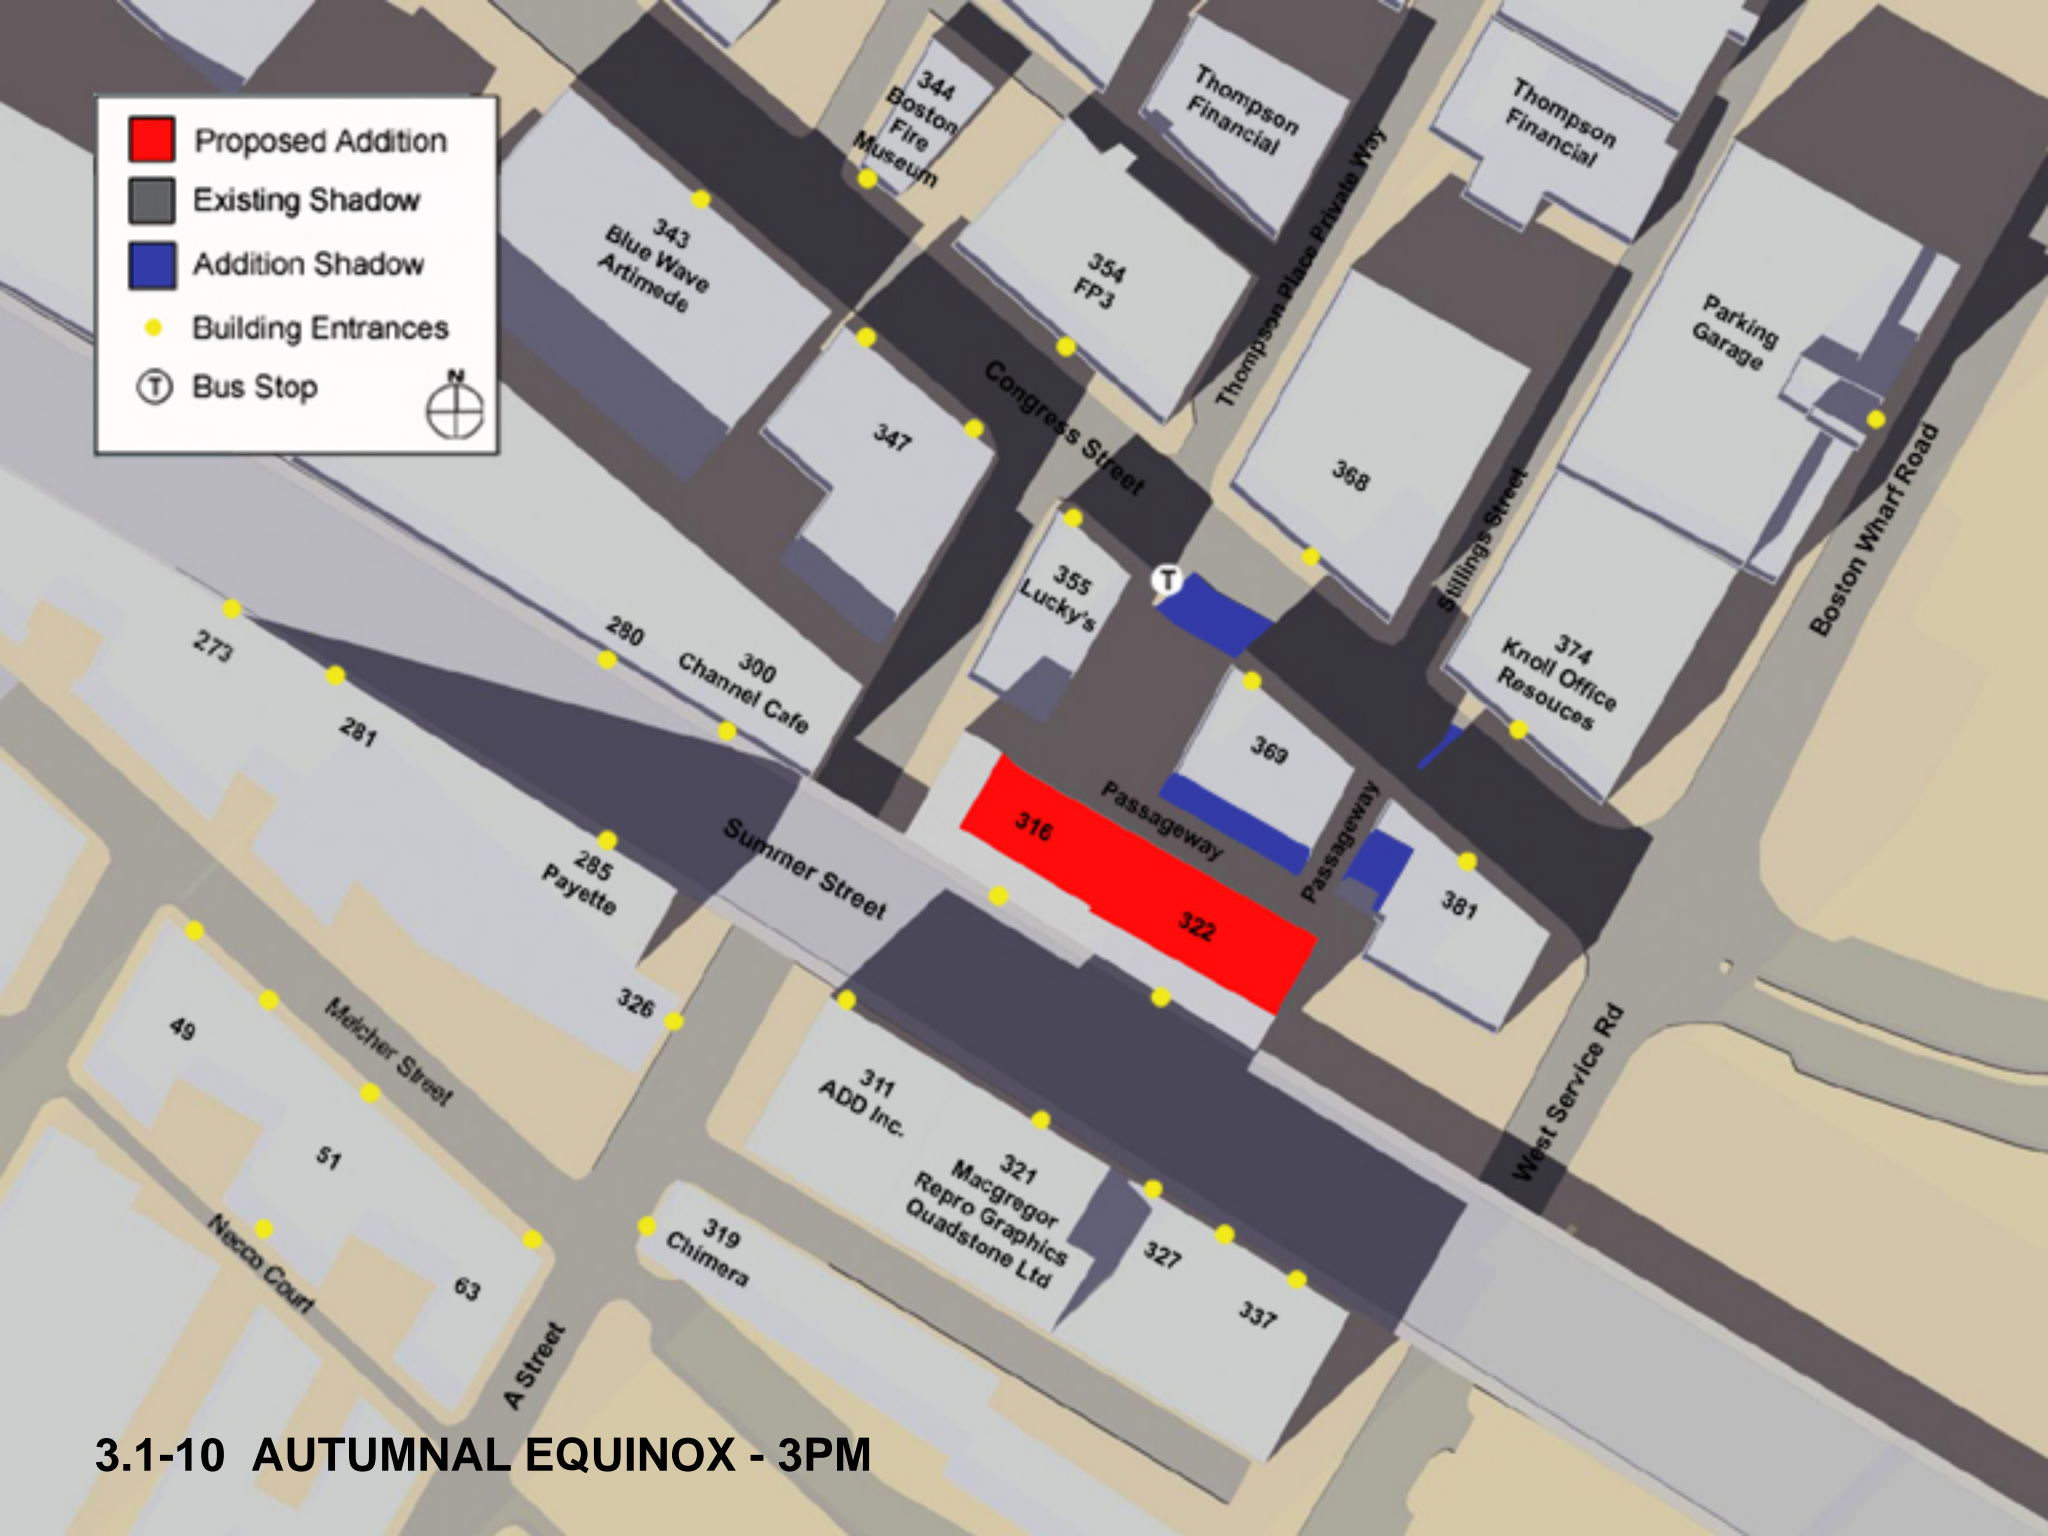 Proposed Addition
Existing Shadow
Addition Shadow
Building Entrances
T Bus Stop
N
344
Boston
Fire
Museum
Thompson
Financial
Thompson
Financial
343
Blue Wave
Artimede
354
FP3
Thompson Place Private Way
Parking
Garage
347
Congress Street
368
Stillings Street
Boston Wharf Road
T
355
Lucky's
374
Knoll Office
Resouces
273
280
300
Channel Cafe
281
369
Passageway
Passageway
316
322
381
Summer Street
285
Payette
326
49
Melcher Street
311
ADD Inc.
West Service Rd
51
321
Macgregor
Repro Graphics
Quadstone Ltd
319
Chimera
327
337
Necco Court
63
A Street
3.1-10 AUTUMNAL EQUINOX - 3PM